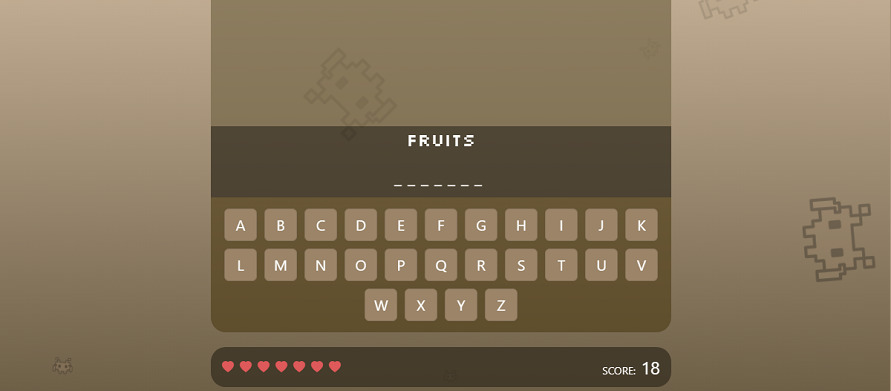 FRUITS
_ _ _ _ _ _ _
A B C D E F G H I J K
L M N O P Q R S T U V
W X Y Z
SCORE: 18